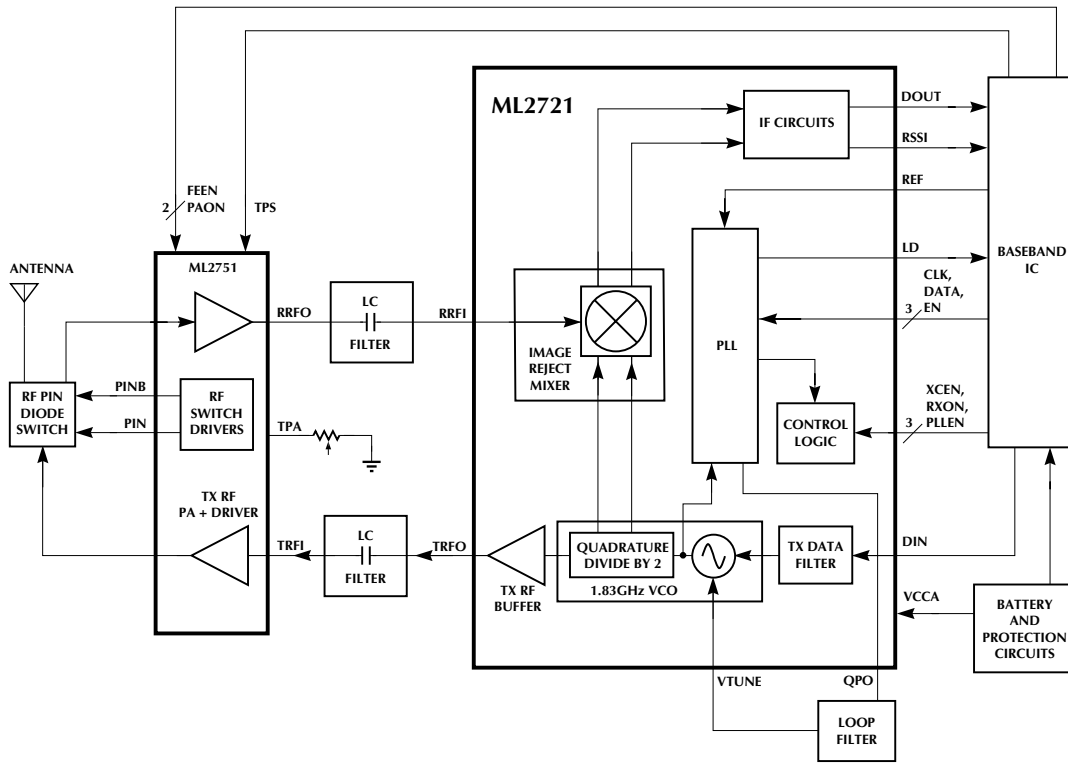 ML2721
IF CIRCUITS
DOUT
RSSI
REF
2
FEEN
PAON
TPS
ML2751
LD
BASEBAND
IC
CLK,
DATA,
3 EN
ANTENNA
RRFO
LC
FILTER
RRFI
IMAGE
REJECT
MIXER
PLL
RF PIN
DIODE
SWITCH
PINB
PIN
RF
SWITCH
DRIVERS
TPA
CONTROL
LOGIC
XCEN,
RXON,
3 PLLEN
TX RF
PA + DRIVER
TRFI
LC
FILTER
TRFO
TX RF
BUFFER
QUADRATURE
DIVIDE BY 2
1.83GHz VCO
TX DATA
FILTER
DIN
VCCA
BATTERY
AND
PROTECTION
CIRCUITS
VTUNE
QPO
LOOP
FILTER